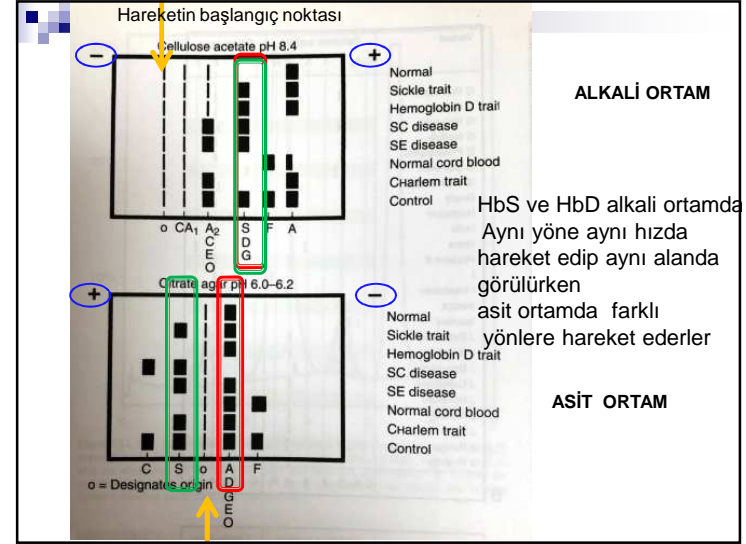 Hareketin başlangıç noktası
Cellulose acetate pH 8.4
− +
Normal
Sickle trait
Hemoglobin D trait
SC disease
SE disease
Normal cord blood
CHarlem trait
Control
o CA1 A2 S F A
C D
E G
O
ALKALİ ORTAM
HbS ve HbD alkali ortamda
Aynı yöne aynı hızda
hareket edip aynı alanda
görülürken
asit ortamda farklı
yönlere hareket ederler
Citrate agar pH 6.0–6.2
+ −
Normal
Sickle trait
Hemoglobin D trait
SC disease
SE disease
Normal cord blood
CHarlem trait
Control
C S o A F
D
G
E
O
o = Designates origin
ASİT ORTAM